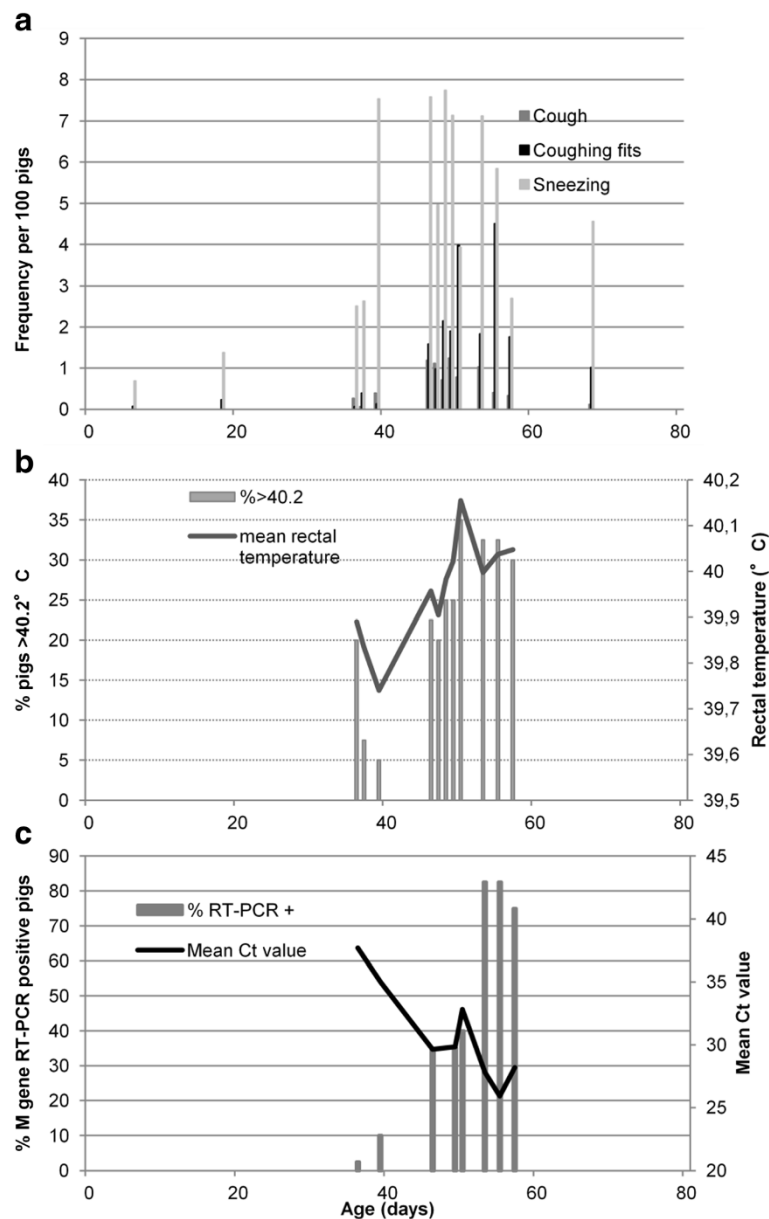 a
9
8
7
6
5
4
3
2
1
0
Frequency per 100 pigs
Cough
Coughing fits
Sneezing
0 20 40 60 80
b
40
35
30
25
20
15
10
5
0
% pigs >40.2° C
%>40.2
mean rectal
temperature
40,2
40,1
40
39,9
39,8
39,7
39,6
39,5
Rectal temperature (° C)
0 20 40 60 80
c
90
80
70
60
50
40
30
20
10
0
% M gene RT-PCR positive pigs
% RT-PCR +
Mean Ct value
45
40
35
30
25
20
Mean Ct value
0 20 40 60 80
Age (days)